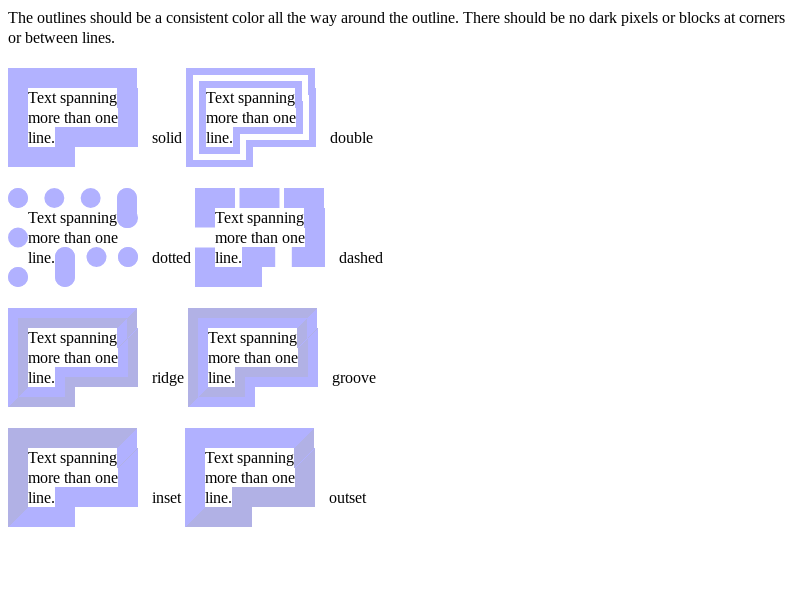 The outlines should be a consistent color all the way around the outline. There should be no dark pixels or blocks at corners
or between lines.
Text spanning
more than one
line.
solid
Text spanning
more than one
line.
double
Text spanning
more than one
line.
dotted
Text spanning
more than one
line.
dashed
Text spanning
more than one
line.
ridge
Text spanning
more than one
line.
groove
Text spanning
more than one
line.
inset
Text spanning
more than one
line.
outset